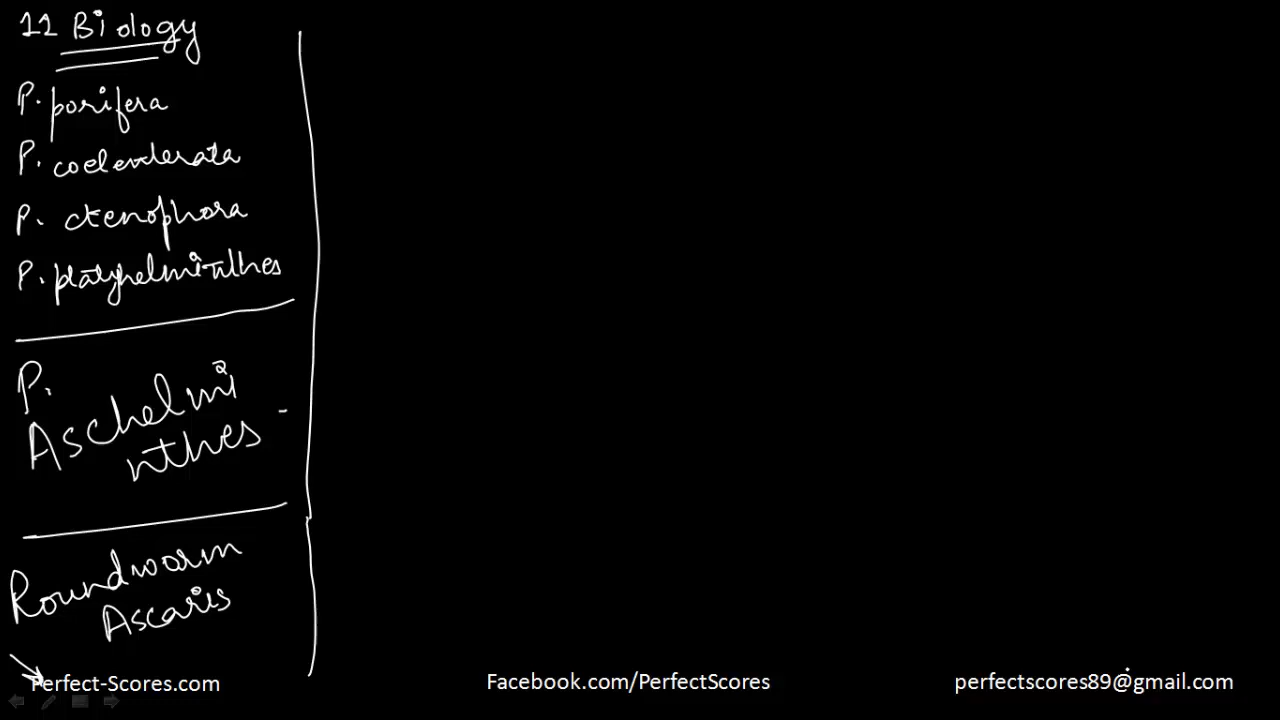 11 Biology
P. porifera
P. coelenterata
P. ctenophora
P. platyhelminthes
P.
Aschelmi
nthes
Roundworm
Ascaris
Perfect-Scores.com
Facebook.com/PerfectScores
perfectscores89@gmail.com